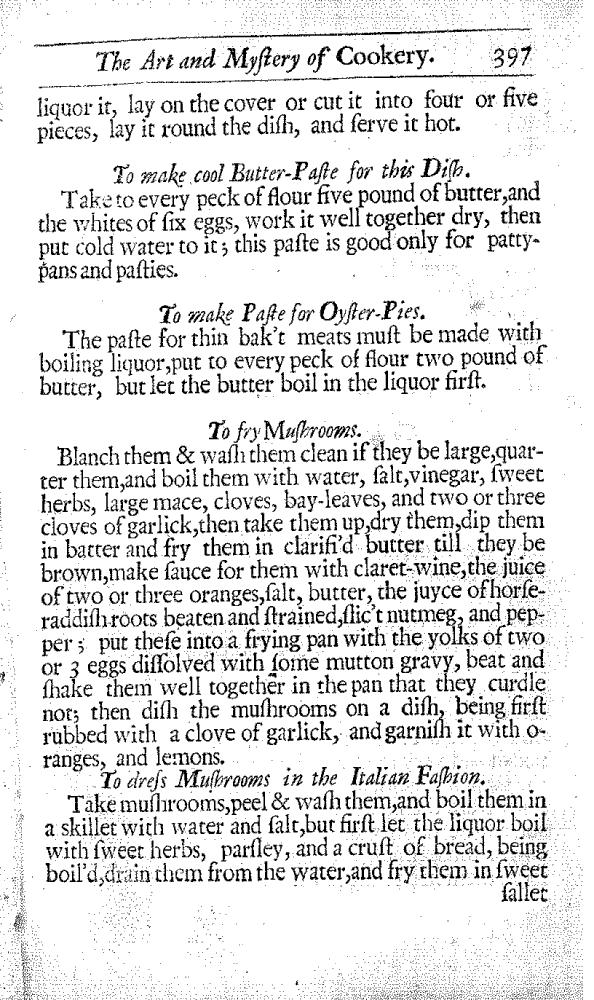 The Art and Myſtery of Cookery. 397
liquor it, lay on the cover or cut it into four or five
pieces, lay it round the diſh, and ſerve it hot.
To make cool Butter-Paſte for this Diſh.
Take to every peck of flour five pound of butter,and
the whites of ſix eggs, work it well together dry, then
put cold water to it; this paſte is good only for patty-
pans and paſties.
To make Paſte for Oyſter-Pies.
The paſte for thin bak't meats muſt be made with
boiling liquor,put to every peck of flour two pound of
butter, but let the butter boil in the liquor firſt.
To fry Muſhrooms.
Blanch them & waſh them clean if they be large,quar-
ter them,and boil them with water, ſalt,vinegar, ſweet
herbs, large mace, cloves, bay-leaves, and two or three
cloves of garlick,then take them up,dry them,dip them
in batter and fry them in clarifi'd butter till they be
brown,make ſauce for them with claret-wine,the juice
of two or three oranges,ſalt, butter, the juyce of horſe-
raddiſh roots beaten and ſtrained,ſlic't nutmeg, and pep-
per; put theſe into a frying pan with the yolks of two
or 3 eggs diſſolved with ſome mutton gravy, beat and
ſhake them well together in the pan that they curdle
not; then diſh the muſhrooms on a diſh, being firſt
rubbed with a clove of garlick, and garniſh it with o-
ranges, and lemons.
To dreſs Muſhrooms in the Italian Faſhion.
Take muſhrooms,peel & waſh them,and boil them in
a skillet with water and ſalt,but firſt let the liquor boil
with ſweet herbs, parſley, and a cruſt of bread, being
boil'd,drain them from the water,and fry them in ſweet
ſallet